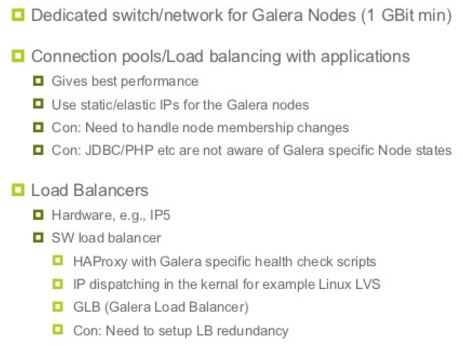 Dedicated switch/network for Galera Nodes (1 GBit min)
Connection pools/Load balancing with applications
Gives best performance
Use static/elastic IPs for the Galera nodes
Con: Need to handle node membership changes
Con: JDBC/PHP etc are not aware of Galera specific Node states
Load Balancers
Hardware, e.g., IP5
SW load balancer
HAProxy with Galera specific health check scripts
IP dispatching in the kernal for example Linux LVS
GLB (Galera Load Balancer)
Con: Need to setup LB redundancy